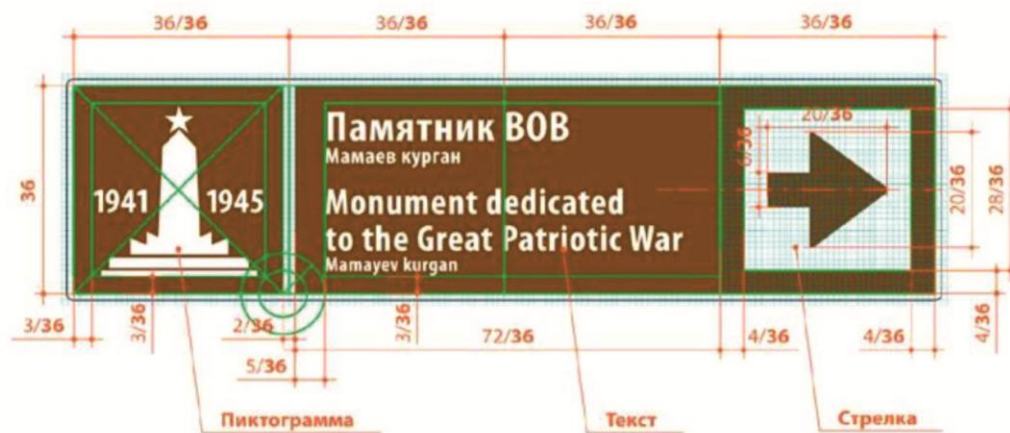 36/36
36/36
36/36
36/36
36
1941
1945
Памятник ВОВ
Мамаев курган
Monument dedicated
to the Great Patriotic War
Mamayev kurgan
6/36
20/36
20/36
28/36
3/36
3/36
2/36
5/36
3/36
72/36
4/36
4/36
4/36
Пиктограмма
Текст
Стрелка